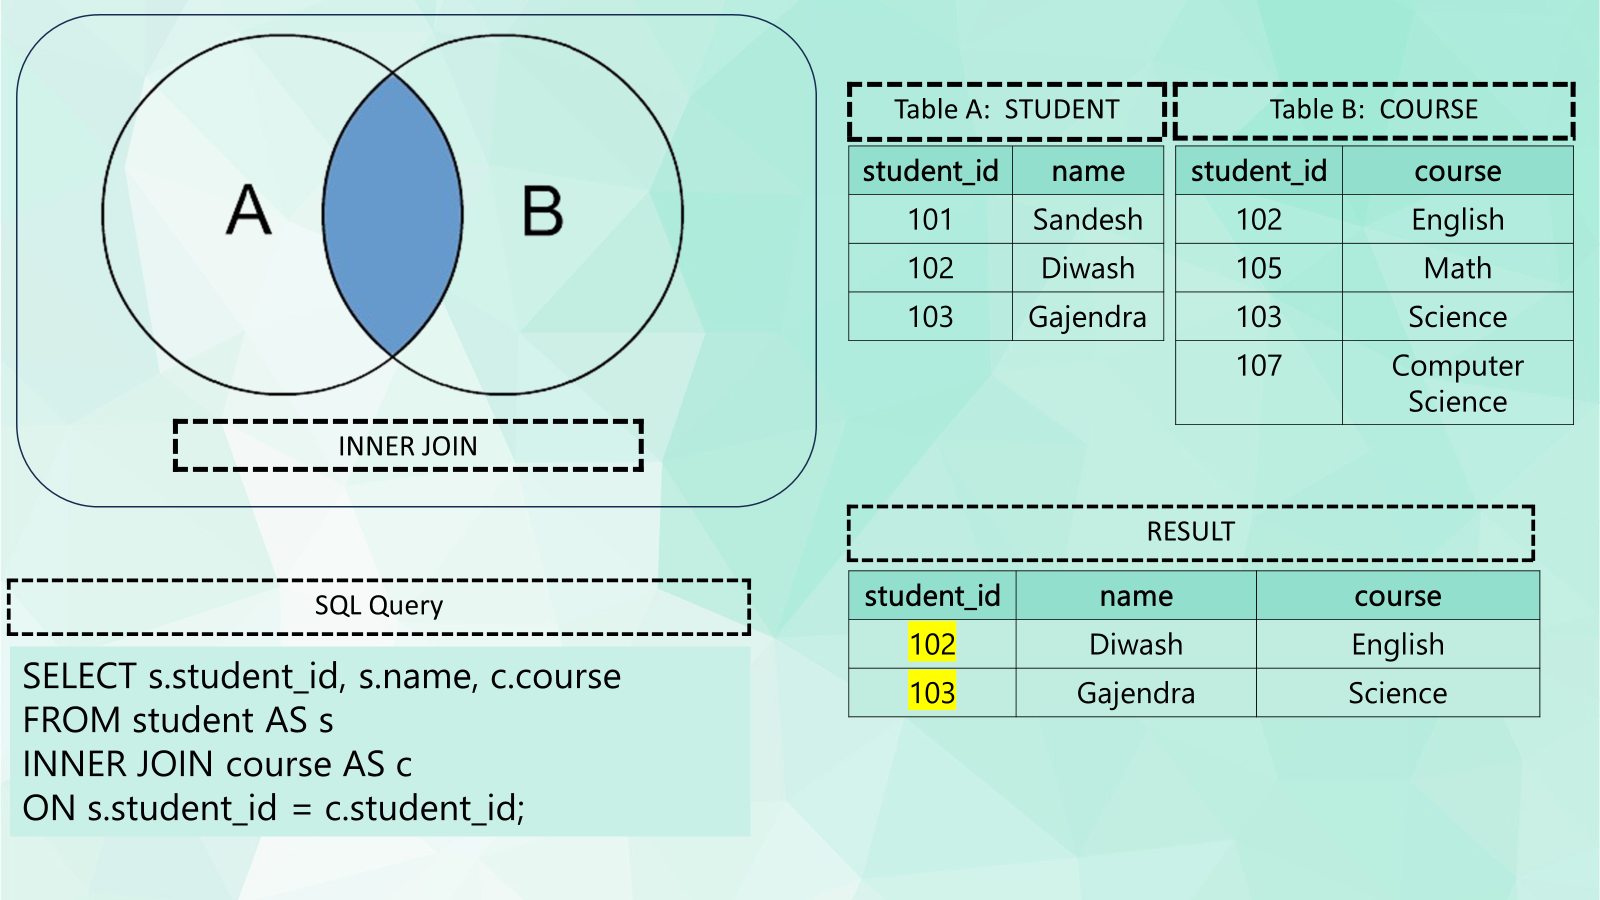 A
B
INNER JOIN
SQL Query
SELECT s.student_id, s.name, c.course
FROM student AS s
INNER JOIN course AS c
ON s.student_id = c.student_id;
Table A: STUDENT
student_id name
101 Sandesh
102 Diwash
103 Gajendra
Table B: COURSE
student_id course
102 English
105 Math
103 Science
107 Computer
Science
RESULT
student_id name course
102 Diwash English
103 Gajendra Science